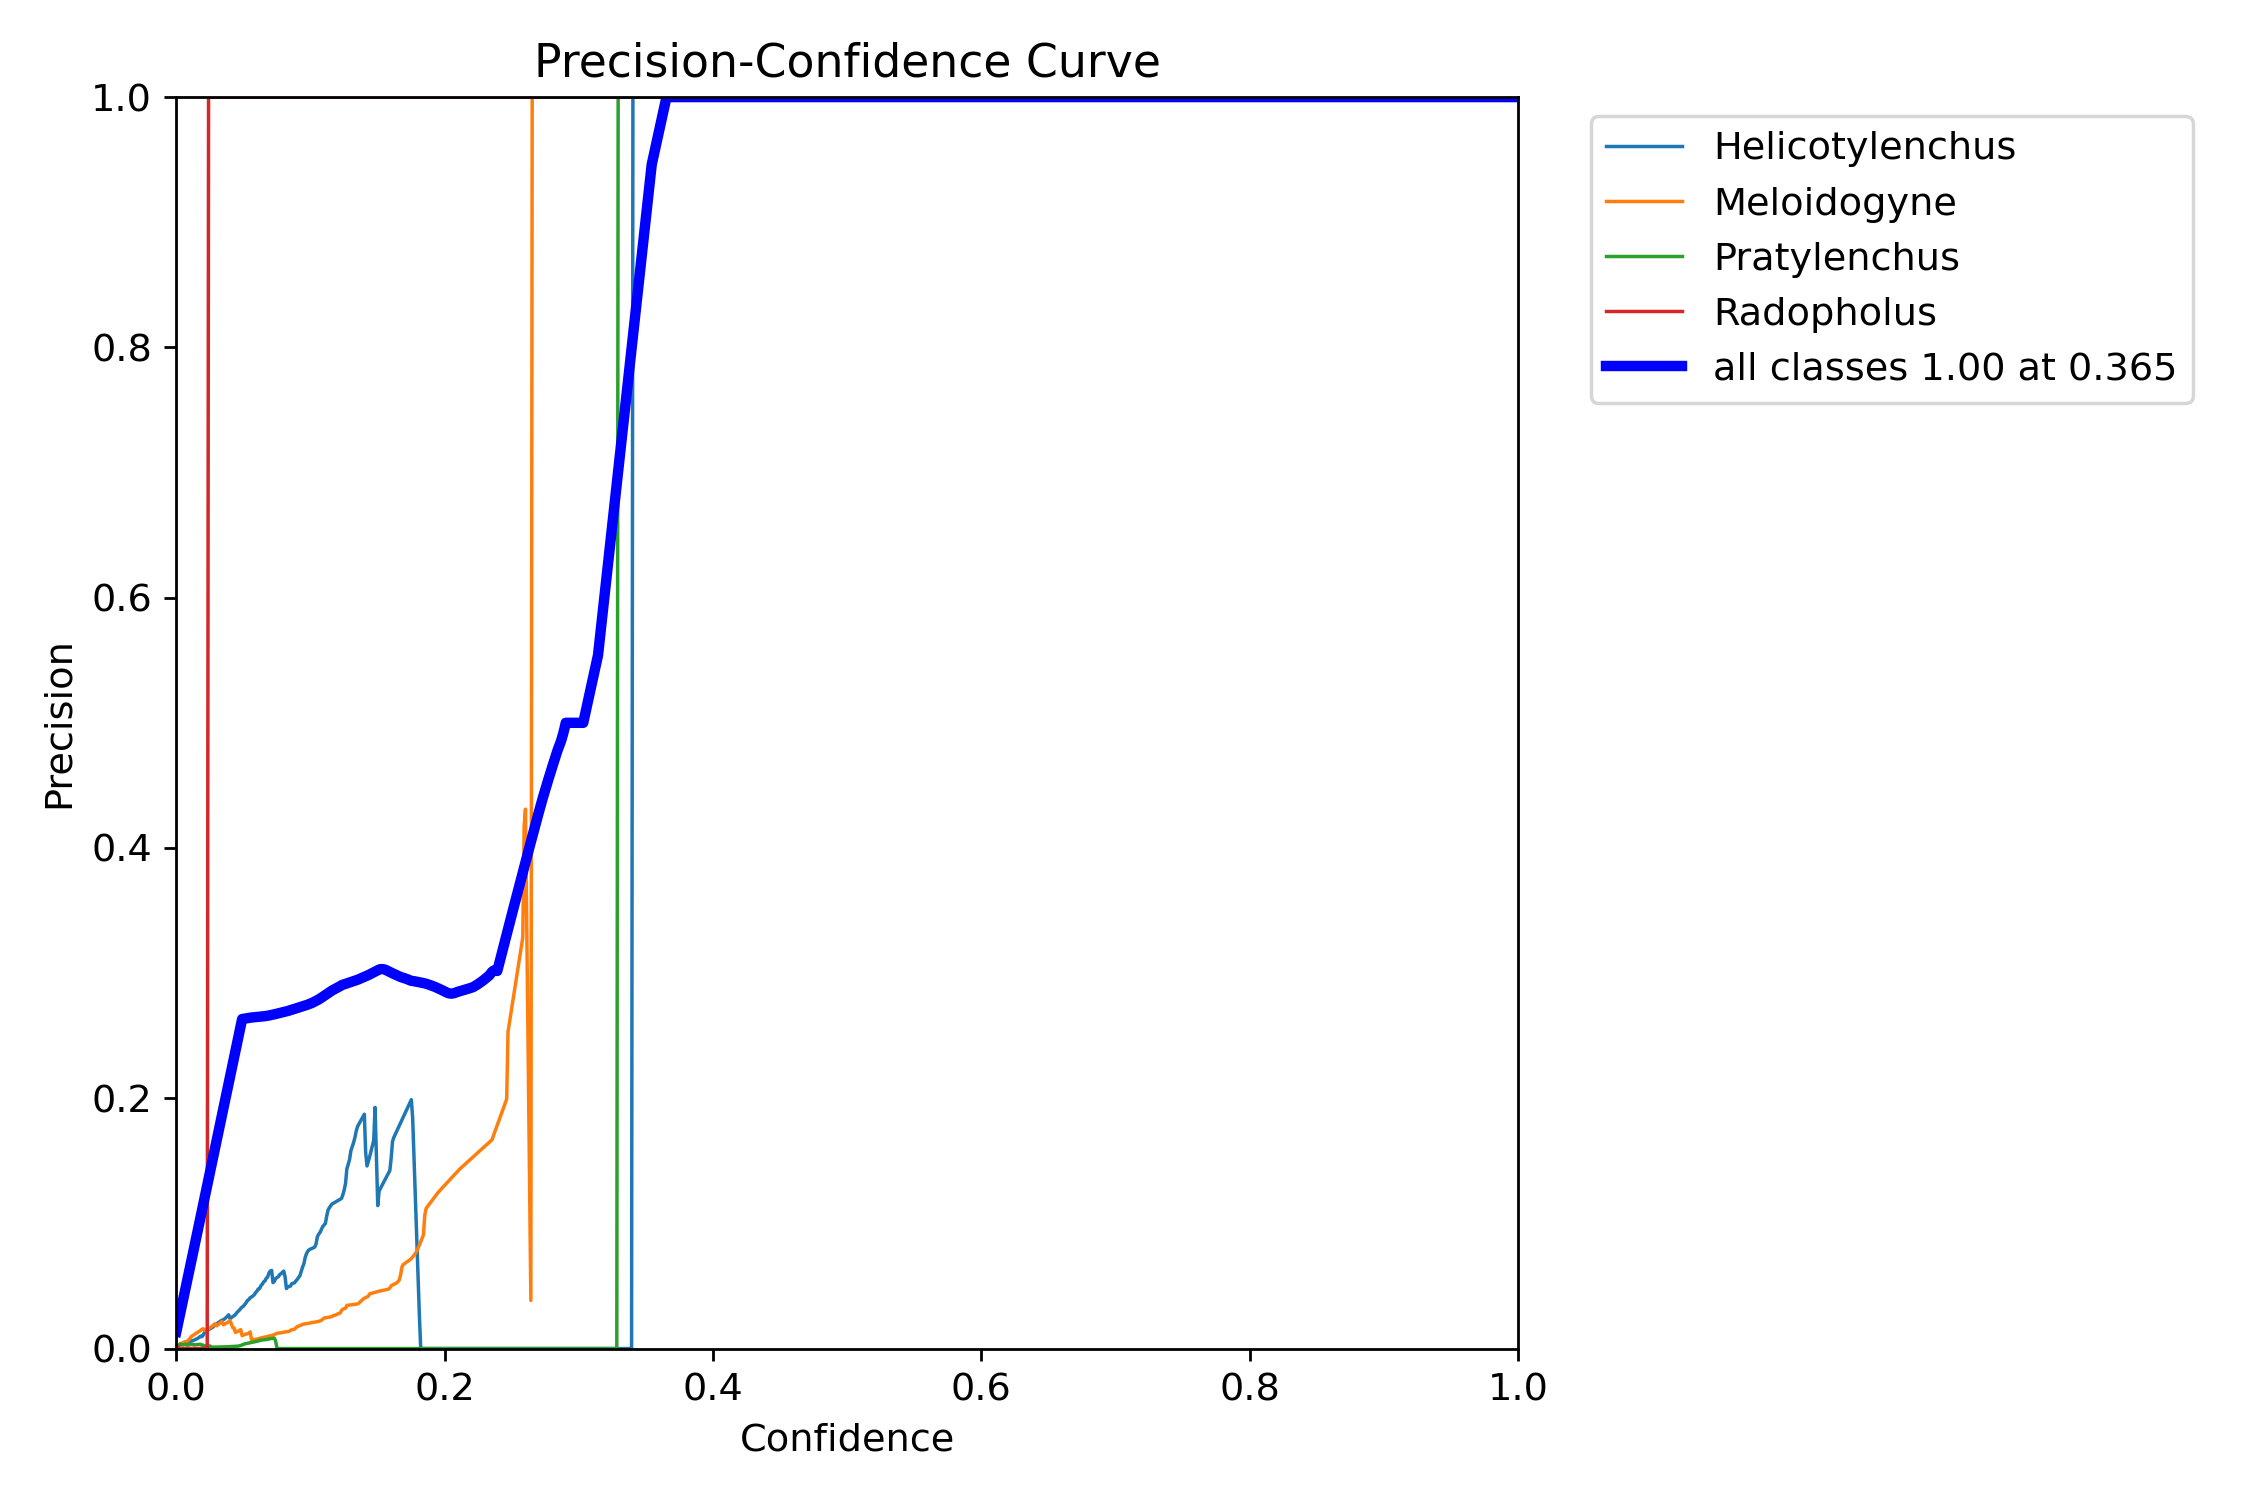 Precision-Confidence Curve
1.0
0.8
0.6
0.4
0.2
0.0
Precision
0.0 0.2 0.4 0.6 0.8 1.0
Confidence
Helicotylenchus
Meloidogyne
Pratylenchus
Radopholus
all classes 1.00 at 0.365